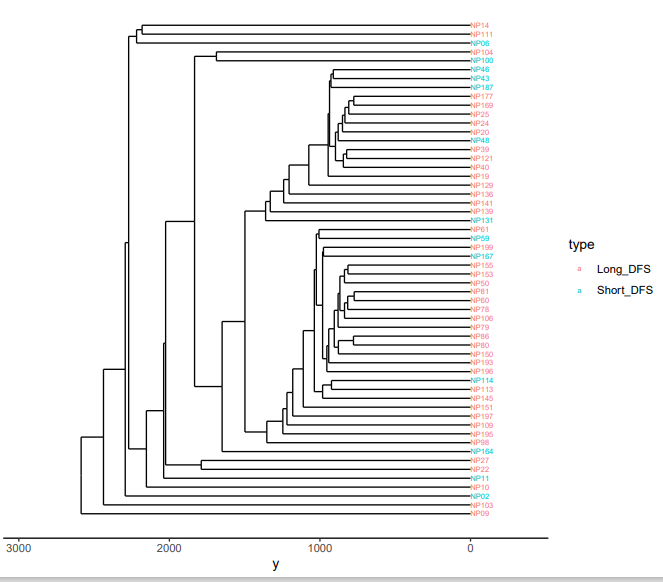 NP14
NP111
NP06
NP104
NP100
NP46
NP43
NP187
NP177
NP169
NP25
NP24
NP20
NP48
NP39
NP121
NP40
NP19
NP129
NP136
NP141
NP139
NP131
NP61
NP59
NP199
NP167
NP155
NP153
NP50
NP81
NP60
NP78
NP106
NP79
NP86
NP80
NP150
NP193
NP196
NP114
NP113
NP145
NP151
NP197
NP109
NP195
NP98
NP164
NP27
NP22
NP11
NP10
NP02
NP103
NP09
type
a Long_DFS
a Short_DFS
3000 2000 1000 0
y